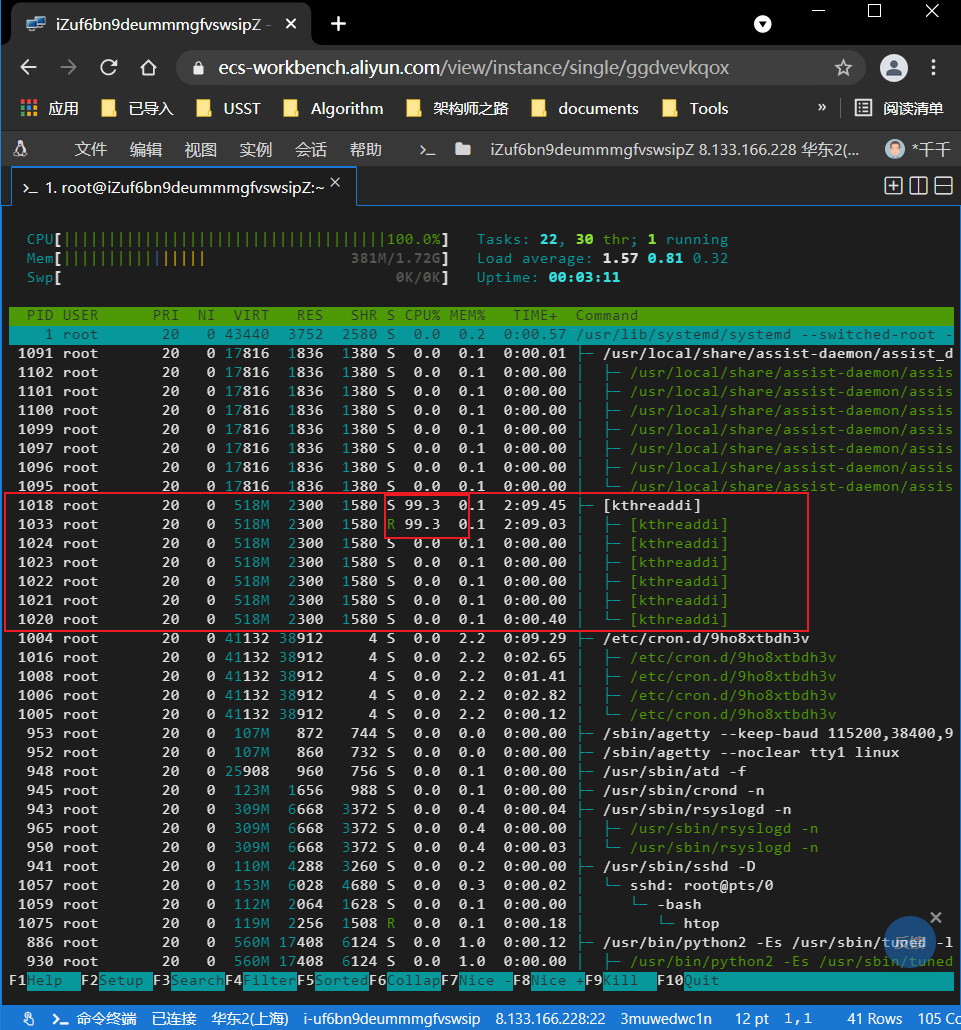 iZuf6bn9deummmgfvswsipZ -
ecs-workbench.aliyun.com/view/instance/single/ggdvevkqox
应用 已导入 USST Algorithm 架构师之路 documents Tools » 阅读清单
文件 编辑 视图 实例 会话 帮助 >_ iZuf6bn9deummmgfvswsipZ 8.133.166.228 华东2(... *千千
>_ 1. root@iZuf6bn9deummmgfvswsipZ:~
CPU[||||||||||||||||||||||||||||||||||||100.0%] Tasks: 22, 30 thr; 1 running
Mem[|||||||||||||||| 381M/1.72G] Load average: 1.57 0.81 0.32
Swp[ 0K/0K] Uptime: 00:03:11
PID USER PRI NI VIRT RES SHR S CPU% MEM% TIME+ Command
1 root 20 0 43440 3752 2580 S 0.0 0.2 0:00.57 /usr/lib/systemd/systemd --switched-root -
1091 root 20 0 17816 1836 1380 S 0.0 0.1 0:00.01 ├─ /usr/local/share/assist-daemon/assist_d
1102 root 20 0 17816 1836 1380 S 0.0 0.1 0:00.00 │ ├─ /usr/local/share/assist-daemon/assis
1101 root 20 0 17816 1836 1380 S 0.0 0.1 0:00.00 │ ├─ /usr/local/share/assist-daemon/assis
1100 root 20 0 17816 1836 1380 S 0.0 0.1 0:00.00 │ ├─ /usr/local/share/assist-daemon/assis
1099 root 20 0 17816 1836 1380 S 0.0 0.1 0:00.00 │ ├─ /usr/local/share/assist-daemon/assis
1097 root 20 0 17816 1836 1380 S 0.0 0.1 0:00.00 │ ├─ /usr/local/share/assist-daemon/assis
1096 root 20 0 17816 1836 1380 S 0.0 0.1 0:00.00 │ ├─ /usr/local/share/assist-daemon/assis
1095 root 20 0 17816 1836 1380 S 0.0 0.1 0:00.00 │ └─ /usr/local/share/assist-daemon/assis
1018 root 20 0 518M 2300 1580 S 99.3 0.1 2:09.45 ├─ [kthreaddi]
1033 root 20 0 518M 2300 1580 R 99.3 0.1 2:09.03 │ ├─ [kthreaddi]
1024 root 20 0 518M 2300 1580 S 0.0 0.1 0:00.00 │ ├─ [kthreaddi]
1023 root 20 0 518M 2300 1580 S 0.0 0.1 0:00.00 │ ├─ [kthreaddi]
1022 root 20 0 518M 2300 1580 S 0.0 0.1 0:00.00 │ ├─ [kthreaddi]
1021 root 20 0 518M 2300 1580 S 0.0 0.1 0:00.00 │ ├─ [kthreaddi]
1020 root 20 0 518M 2300 1580 S 0.0 0.1 0:00.40 │ └─ [kthreaddi]
1004 root 20 0 41132 38912 4 S 0.0 2.2 0:09.29 ├─ /etc/cron.d/9ho8xtbdh3v
1016 root 20 0 41132 38912 4 S 0.0 2.2 0:02.65 │ ├─ /etc/cron.d/9ho8xtbdh3v
1008 root 20 0 41132 38912 4 S 0.0 2.2 0:01.41 │ ├─ /etc/cron.d/9ho8xtbdh3v
1006 root 20 0 41132 38912 4 S 0.0 2.2 0:02.82 │ ├─ /etc/cron.d/9ho8xtbdh3v
1005 root 20 0 41132 38912 4 S 0.0 2.2 0:00.12 │ └─ /etc/cron.d/9ho8xtbdh3v
953 root 20 0 107M 872 744 S 0.0 0.0 0:00.00 ├─ /sbin/agetty --keep-baud 115200,38400,9
952 root 20 0 107M 860 732 S 0.0 0.0 0:00.00 ├─ /sbin/agetty --noclear tty1 linux
948 root 20 0 25908 960 756 S 0.0 0.1 0:00.00 ├─ /usr/sbin/atd -f
945 root 20 0 123M 1656 988 S 0.0 0.1 0:00.00 ├─ /usr/sbin/crond -n
943 root 20 0 309M 6668 3372 S 0.0 0.4 0:00.04 ├─ /usr/sbin/rsyslogd -n
965 root 20 0 309M 6668 3372 S 0.0 0.4 0:00.00 │ ├─ /usr/sbin/rsyslogd -n
950 root 20 0 309M 6668 3372 S 0.0 0.4 0:00.03 │ └─ /usr/sbin/rsyslogd -n
941 root 20 0 110M 4288 3260 S 0.0 0.2 0:00.00 ├─ /usr/sbin/sshd -D
1057 root 20 0 153M 6028 4680 S 0.0 0.3 0:00.02 │ └─ sshd: root@pts/0
1059 root 20 0 112M 2064 1628 S 0.0 0.1 0:00.00 │ └─ -bash
1075 root 20 0 119M 2256 1508 R 0.0 0.1 0:00.18 │ └─ htop
886 root 20 0 560M 17408 6124 S 0.0 1.0 0:00.12 ├─ /usr/bin/python2 -Es /usr/sbin/tuned -l
930 root 20 0 560M 17408 6124 S 0.0 1.0 0:00.00 │ ├─ /usr/bin/python2 -Es /usr/sbin/tuned
反馈
F1Help F2Setup F3SearchF4FilterF5SortedF6CollapF7Nice -F8Nice +F9Kill F10Quit
>_ 命令终端 已连接 华东2(上海) i-uf6bn9deummmgfvswsip 8.133.166.228:22 3muwedwc1n 12 pt 1, 1 41 Rows 105 Co